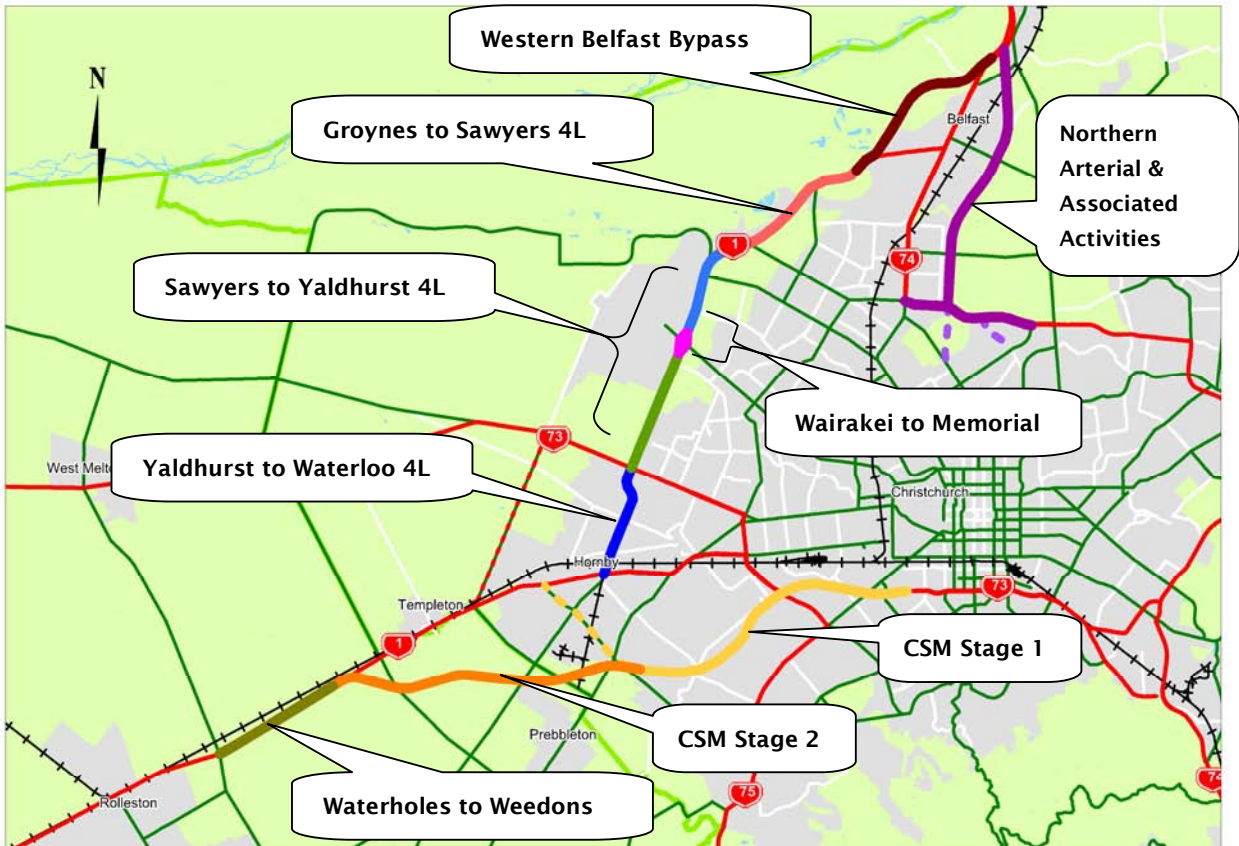 Western Belfast Bypass
N
Groynes to Sawyers 4L
Belfast
Northern
Arterial &
Associated
Activities
1
74
Sawyers to Yaldhurst 4L
Wairakei to Memorial
73
West Melt
Yaldhurst to Waterloo 4L
Christchurch
Hornby
73
Templeton
1
CSM Stage 1
CSM Stage 2
Prebbleton
75
74
Waterholes to Weedons
Rolleston